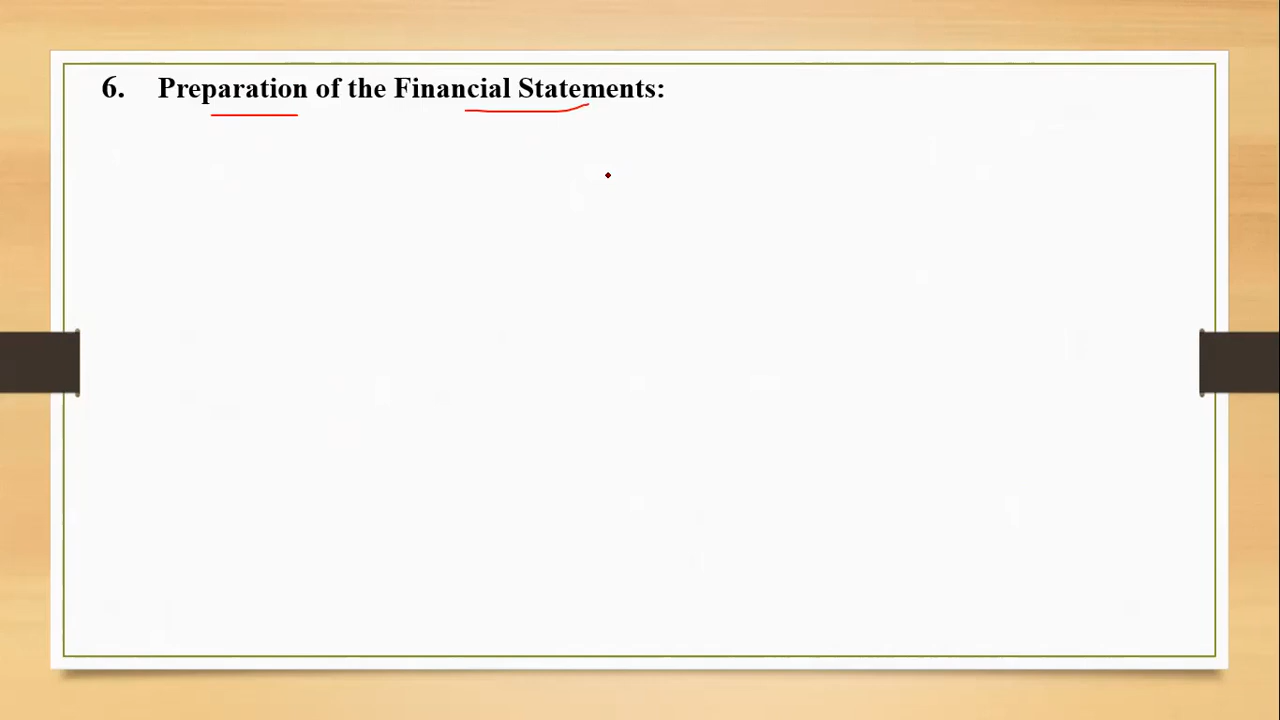 6. Preparation of the Financial Statements: